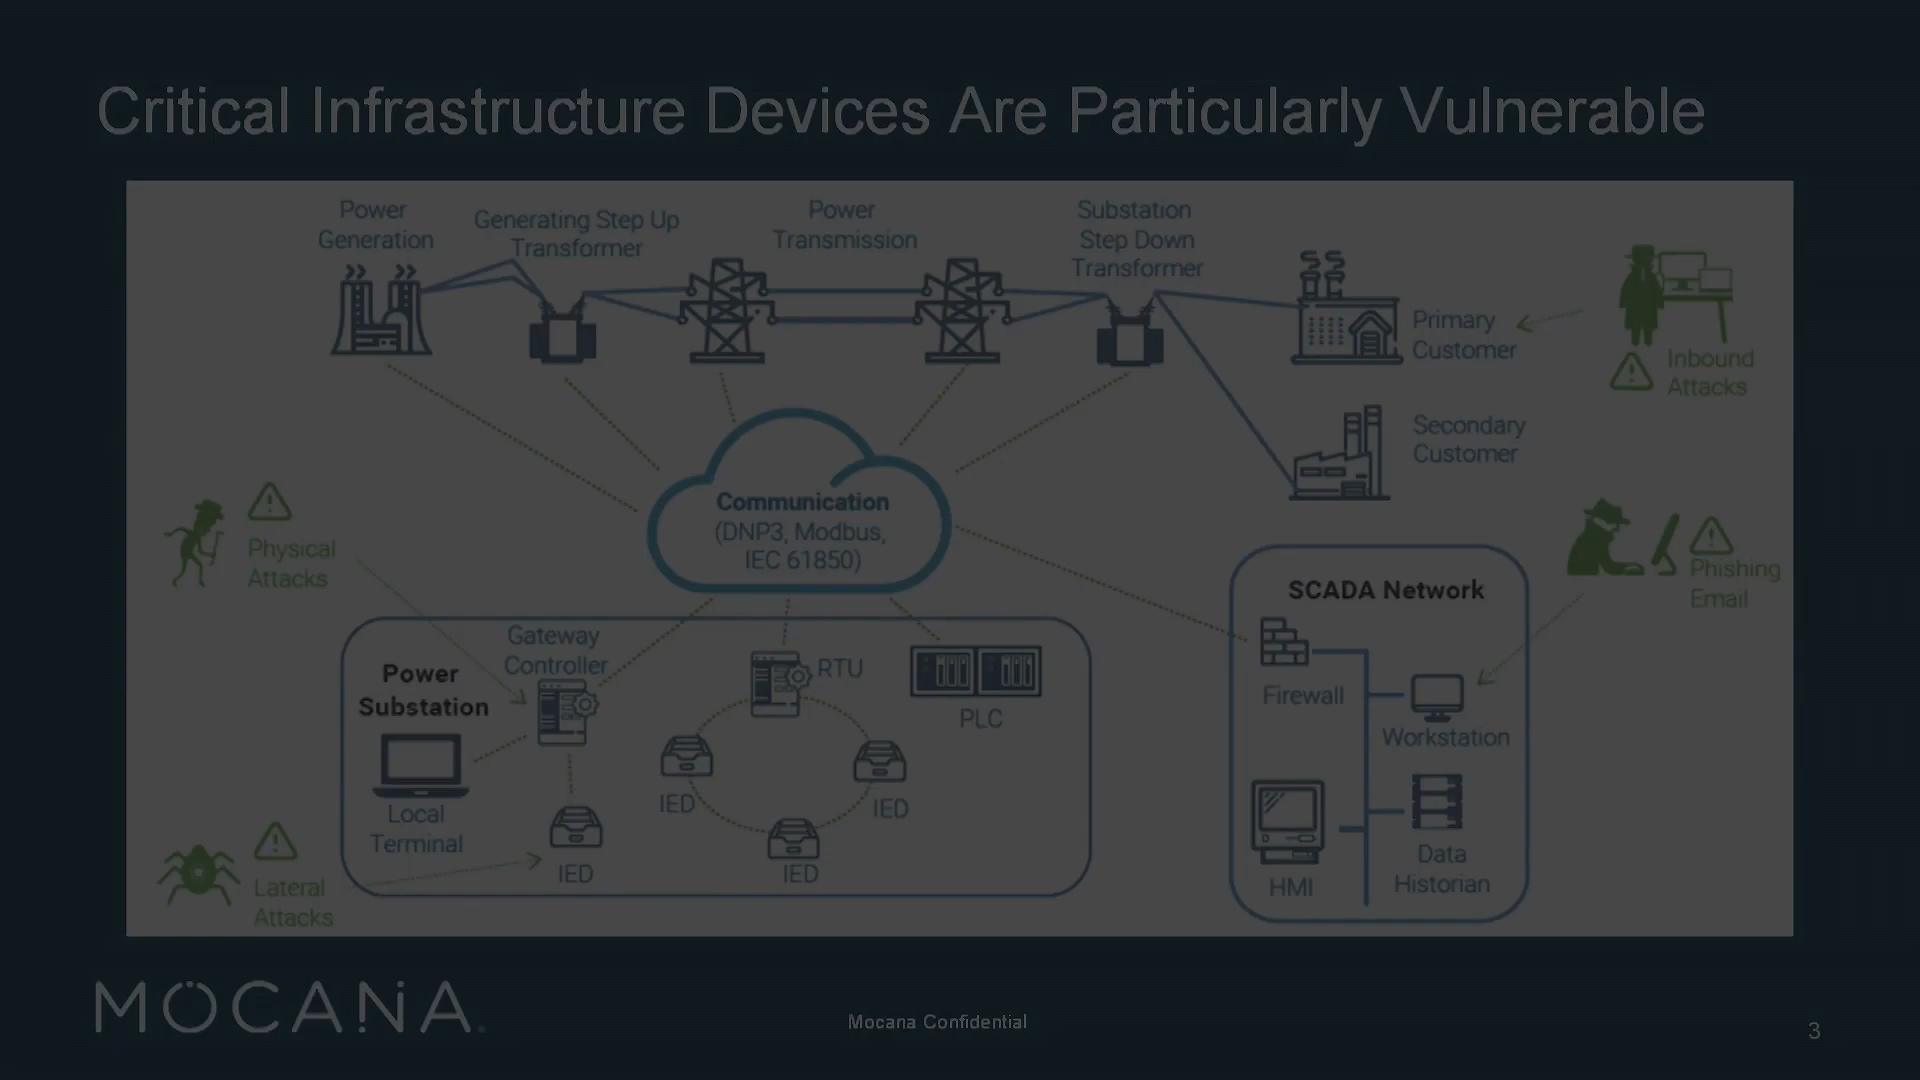 Critical Infrastructure Devices Are Particularly Vulnerable
Power
Generation
Generating Step Up
Transformer
Power
Transmission
Substation
Step Down
Transformer
Primary
Customer
Inbound
Attacks
Secondary
Customer
Communication
(DNP3, Modbus,
IEC 61850)
Physical
Attacks
Phishing
Email
SCADA Network
Firewall
Workstation
HMI
Data
Historian
Power
Substation
Gateway
Controller
RTU
PLC
Local
Terminal
IED
IED
IED
IED
Lateral
Attacks
MOCANA.
Mocana Confidential
3